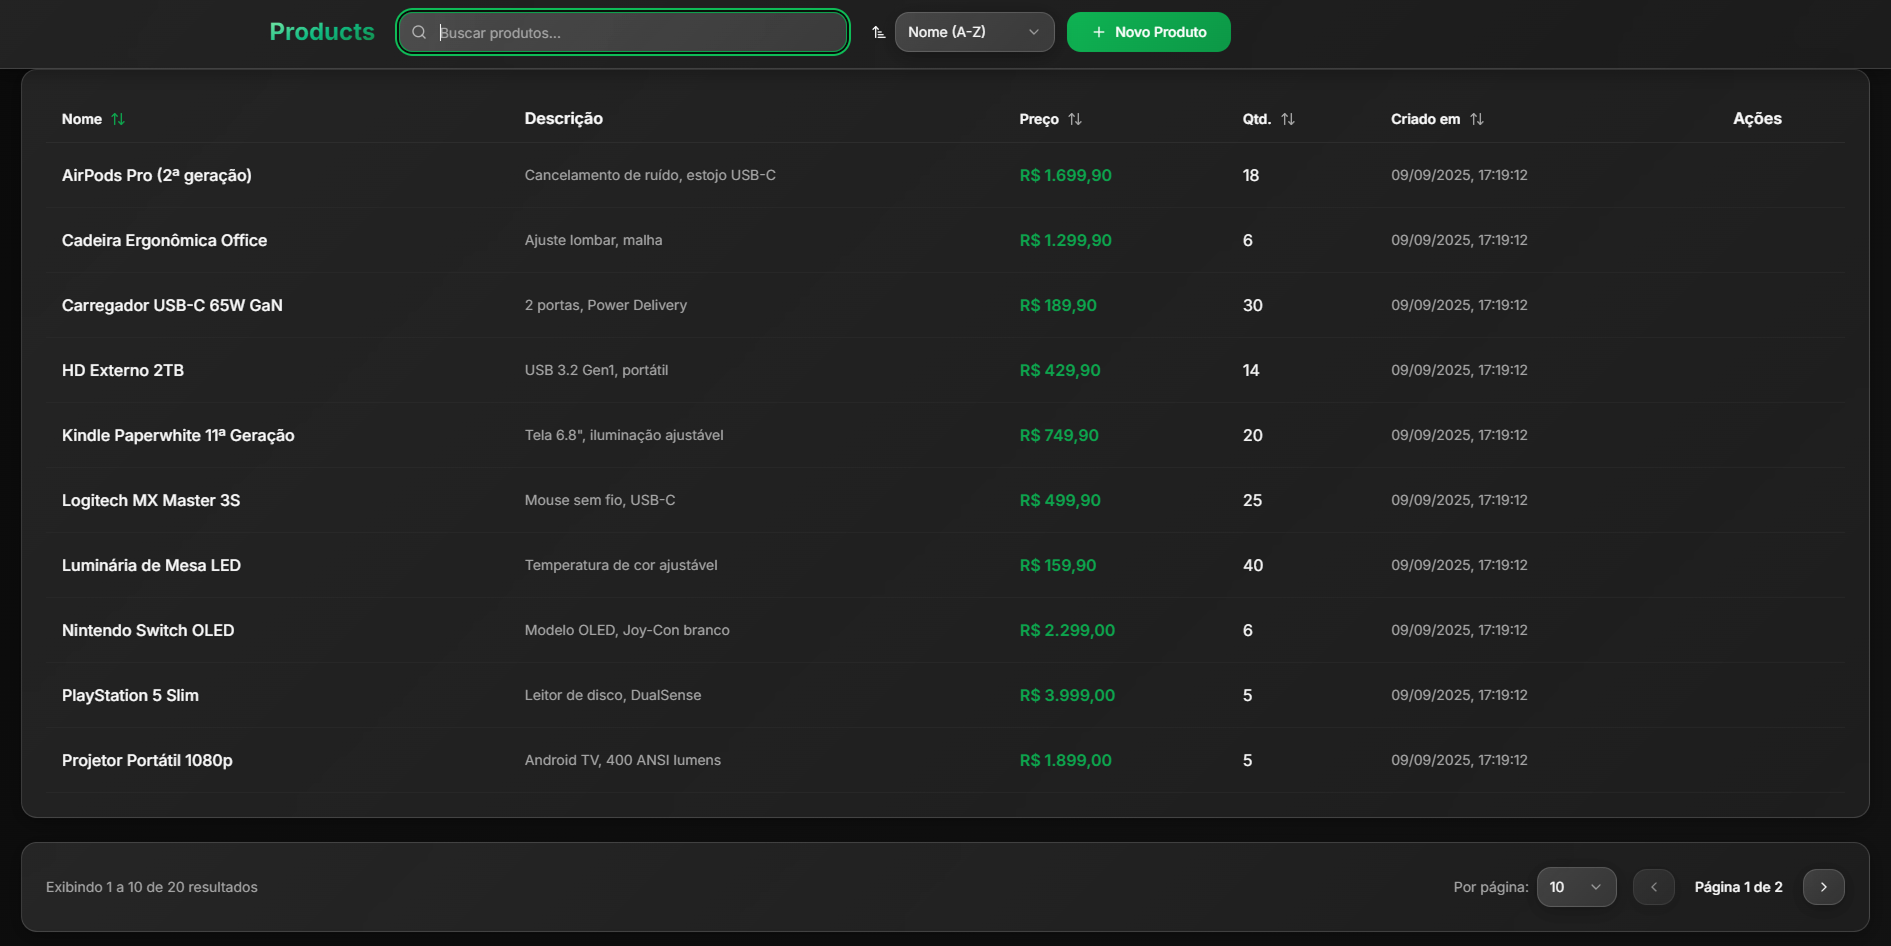 Products Buscar produtos... Nome (A-Z) Novo Produto
Nome Descrição Preço Qtd. Criado em Ações
AirPods Pro (2ª geração) Cancelamento de ruído, estojo USB-C R$ 1.699,90 18 09/09/2025, 17:19:12
Cadeira Ergonômica Office Ajuste lombar, malha R$ 1.299,90 6 09/09/2025, 17:19:12
Carregador USB-C 65W GaN 2 portas, Power Delivery R$ 189,90 30 09/09/2025, 17:19:12
HD Externo 2TB USB 3.2 Gen1, portátil R$ 429,90 14 09/09/2025, 17:19:12
Kindle Paperwhite 11ª Geração Tela 6.8", iluminação ajustável R$ 749,90 20 09/09/2025, 17:19:12
Logitech MX Master 3S Mouse sem fio, USB-C R$ 499,90 25 09/09/2025, 17:19:12
Luminária de Mesa LED Temperatura de cor ajustável R$ 159,90 40 09/09/2025, 17:19:12
Nintendo Switch OLED Modelo OLED, Joy-Con branco R$ 2.299,00 6 09/09/2025, 17:19:12
PlayStation 5 Slim Leitor de disco, DualSense R$ 3.999,00 5 09/09/2025, 17:19:12
Projetor Portátil 1080p Android TV, 400 ANSI lumens R$ 1.899,00 5 09/09/2025, 17:19:12
Exibindo 1 a 10 de 20 resultados Por página: 10 Página 1 de 2